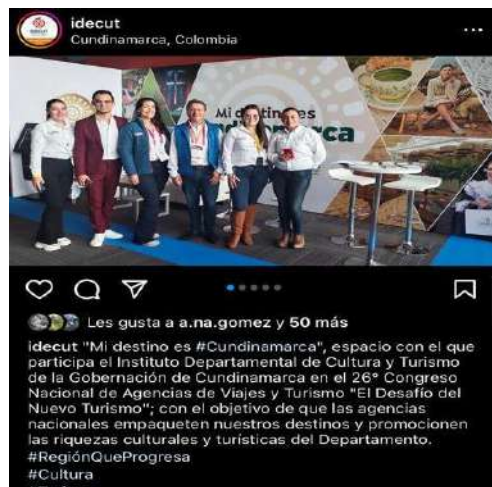 idecut
Cundinamarca, Colombia
Mi destino es
Cundinamarca
Les gusta a a.na.gomez y 50 más
idecut "Mi destino es #Cundinamarca", espacio con el que
participa el Instituto Departamental de Cultura y Turismo
de la Gobernación de Cundinamarca en el 26° Congreso
Nacional de Agencias de Viajes y Turismo "El Desafío del
Nuevo Turismo"; con el objetivo de que las agencias
nacionales empaqueten nuestros destinos y promocionen
las riquezas culturales y turísticas del Departamento.
#RegiónQueProgresa
#Cultura